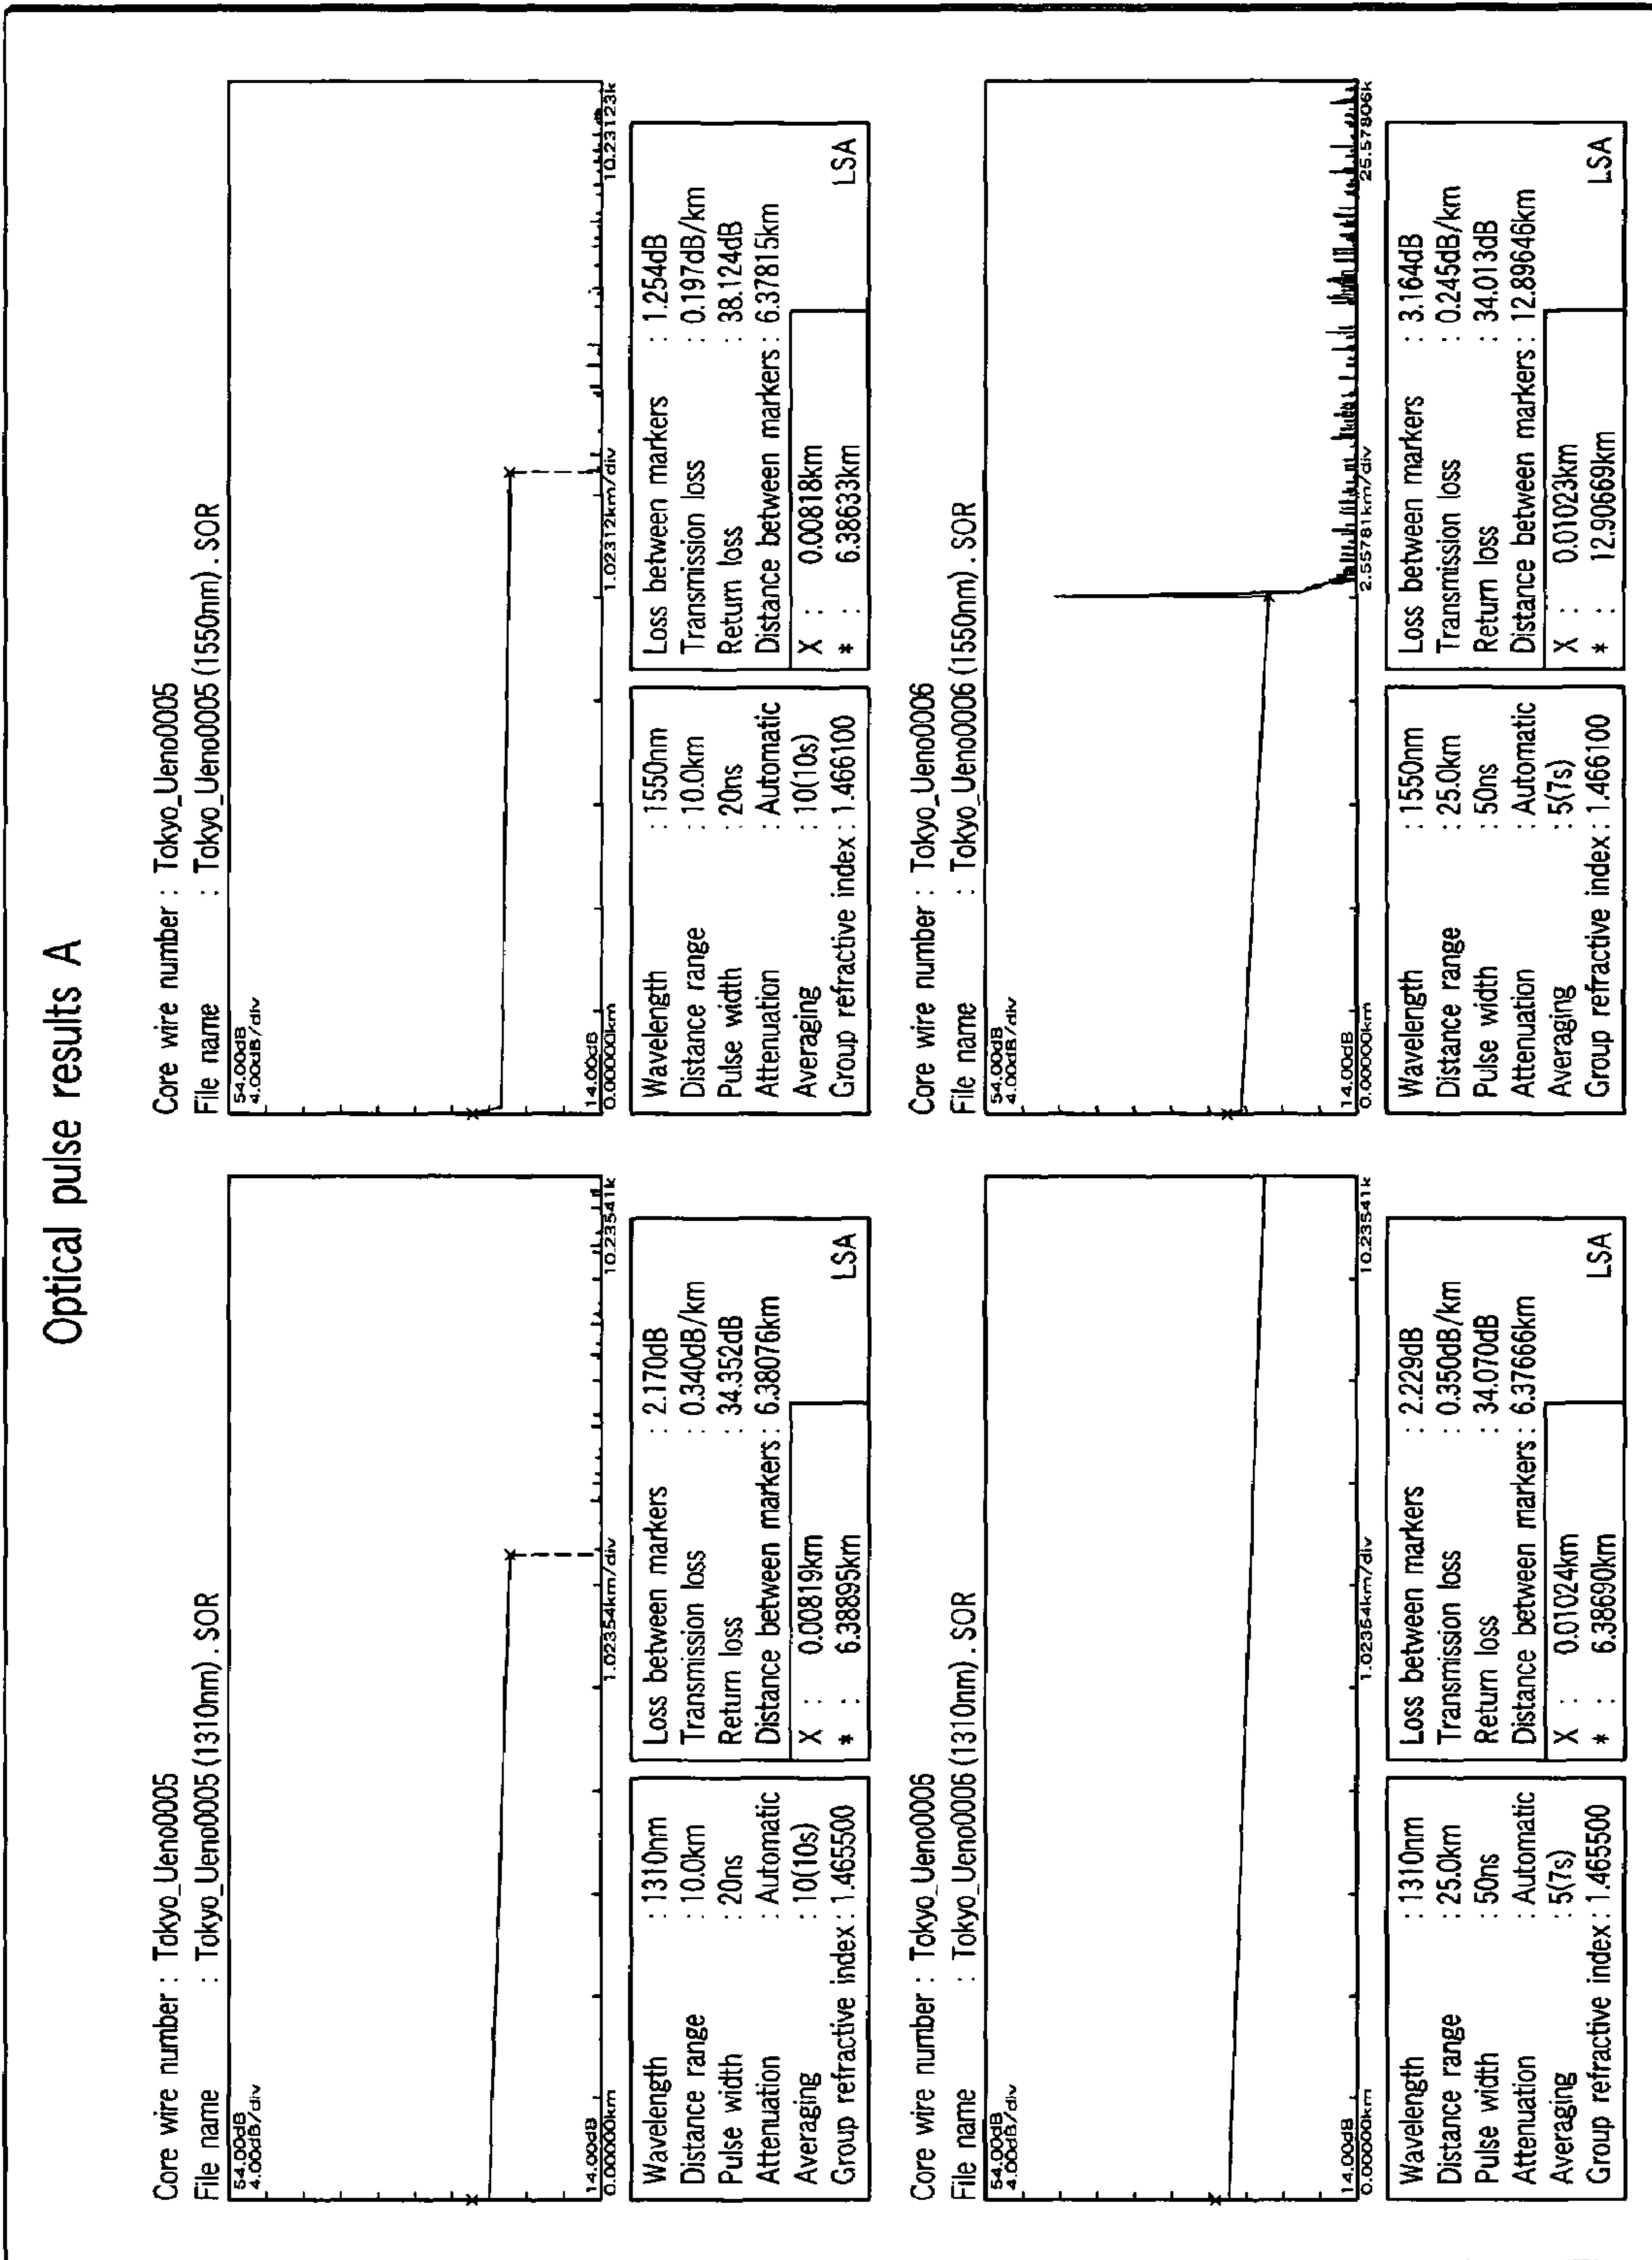 Optical pulse results A
Core wire number : Tokyo_Ueno0005
File name : Tokyo_Ueno0005 (1310nm) . SOR
54.00dB
4.00dB/div
14.00dB
0.00000km
1.02354km/div
10.23541k
Wavelength : 1310nm
Distance range : 10.0km
Pulse width : 20ns
Attenuation : Automatic
Averaging : 10(10s)
Group refractive index : 1.465500
Loss between markers : 2.170dB
Transmission loss : 0.340dB/km
Return loss : 34.352dB
Distance between markers : 6.38076km
X : 0.00819km
* : 6.38895km
LSA
Core wire number : Tokyo_Ueno0005
File name : Tokyo_Ueno0005 (1550nm) . SOR
54.00dB
4.00dB/div
14.00dB
0.00000km
1.02312km/div
10.23123k
Wavelength : 1550nm
Distance range : 10.0km
Pulse width : 20ns
Attenuation : Automatic
Averaging : 10(10s)
Group refractive index : 1.466100
Loss between markers : 1.254dB
Transmission loss : 0.197dB/km
Return loss : 38.124dB
Distance between markers : 6.37815km
X : 0.00818km
* : 6.38633km
LSA
Core wire number : Tokyo_Ueno0006
File name : Tokyo_Ueno0006 (1310nm) . SOR
54.00dB
4.00dB/div
14.00dB
0.00000km
1.02354km/div
10.23541k
Wavelength : 1310nm
Distance range : 25.0km
Pulse width : 50ns
Attenuation : Automatic
Averaging : 5(7s)
Group refractive index : 1.465500
Loss between markers : 2.229dB
Transmission loss : 0.350dB/km
Return loss : 34.070dB
Distance between markers : 6.37666km
X : 0.01024km
* : 6.38690km
LSA
Core wire number : Tokyo_Ueno0006
File name : Tokyo_Ueno0006 (1550nm) . SOR
54.00dB
4.00dB/div
14.00dB
0.00000km
2.55781km/div
25.57806k
Wavelength : 1550nm
Distance range : 25.0km
Pulse width : 50ns
Attenuation : Automatic
Averaging : 5(7s)
Group refractive index : 1.466100
Loss between markers : 3.164dB
Transmission loss : 0.245dB/km
Return loss : 34.013dB
Distance between markers : 12.89646km
X : 0.01023km
* : 12.90669km
LSA